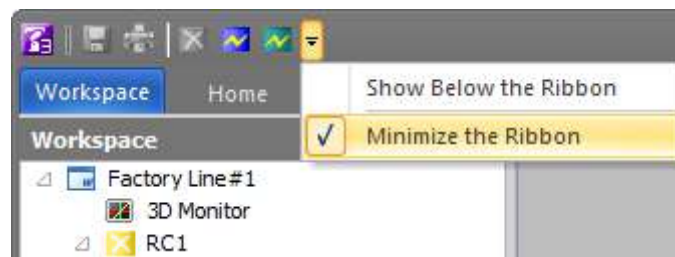 Workspace Home Show Below the Ribbon
Workspace Minimize the Ribbon
Factory Line#1
3D Monitor
RC1